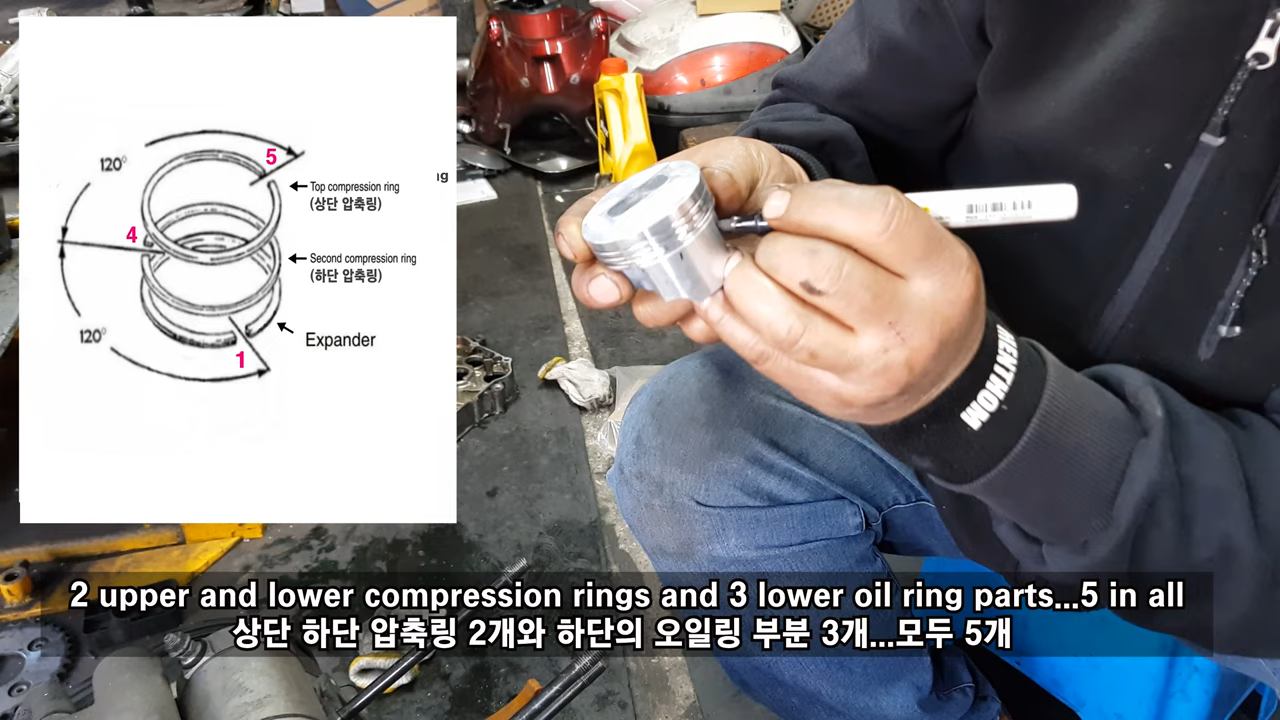 120°
5
ng
Top compression ring
(상단 압축링)
4
Second compression ring
(하단 압축링)
120°
Expander
1
2 upper and lower compression rings and 3 lower oil ring parts...5 in all
상단 하단 압축링 2개와 하단의 오일링 부분 3개...모두 5개